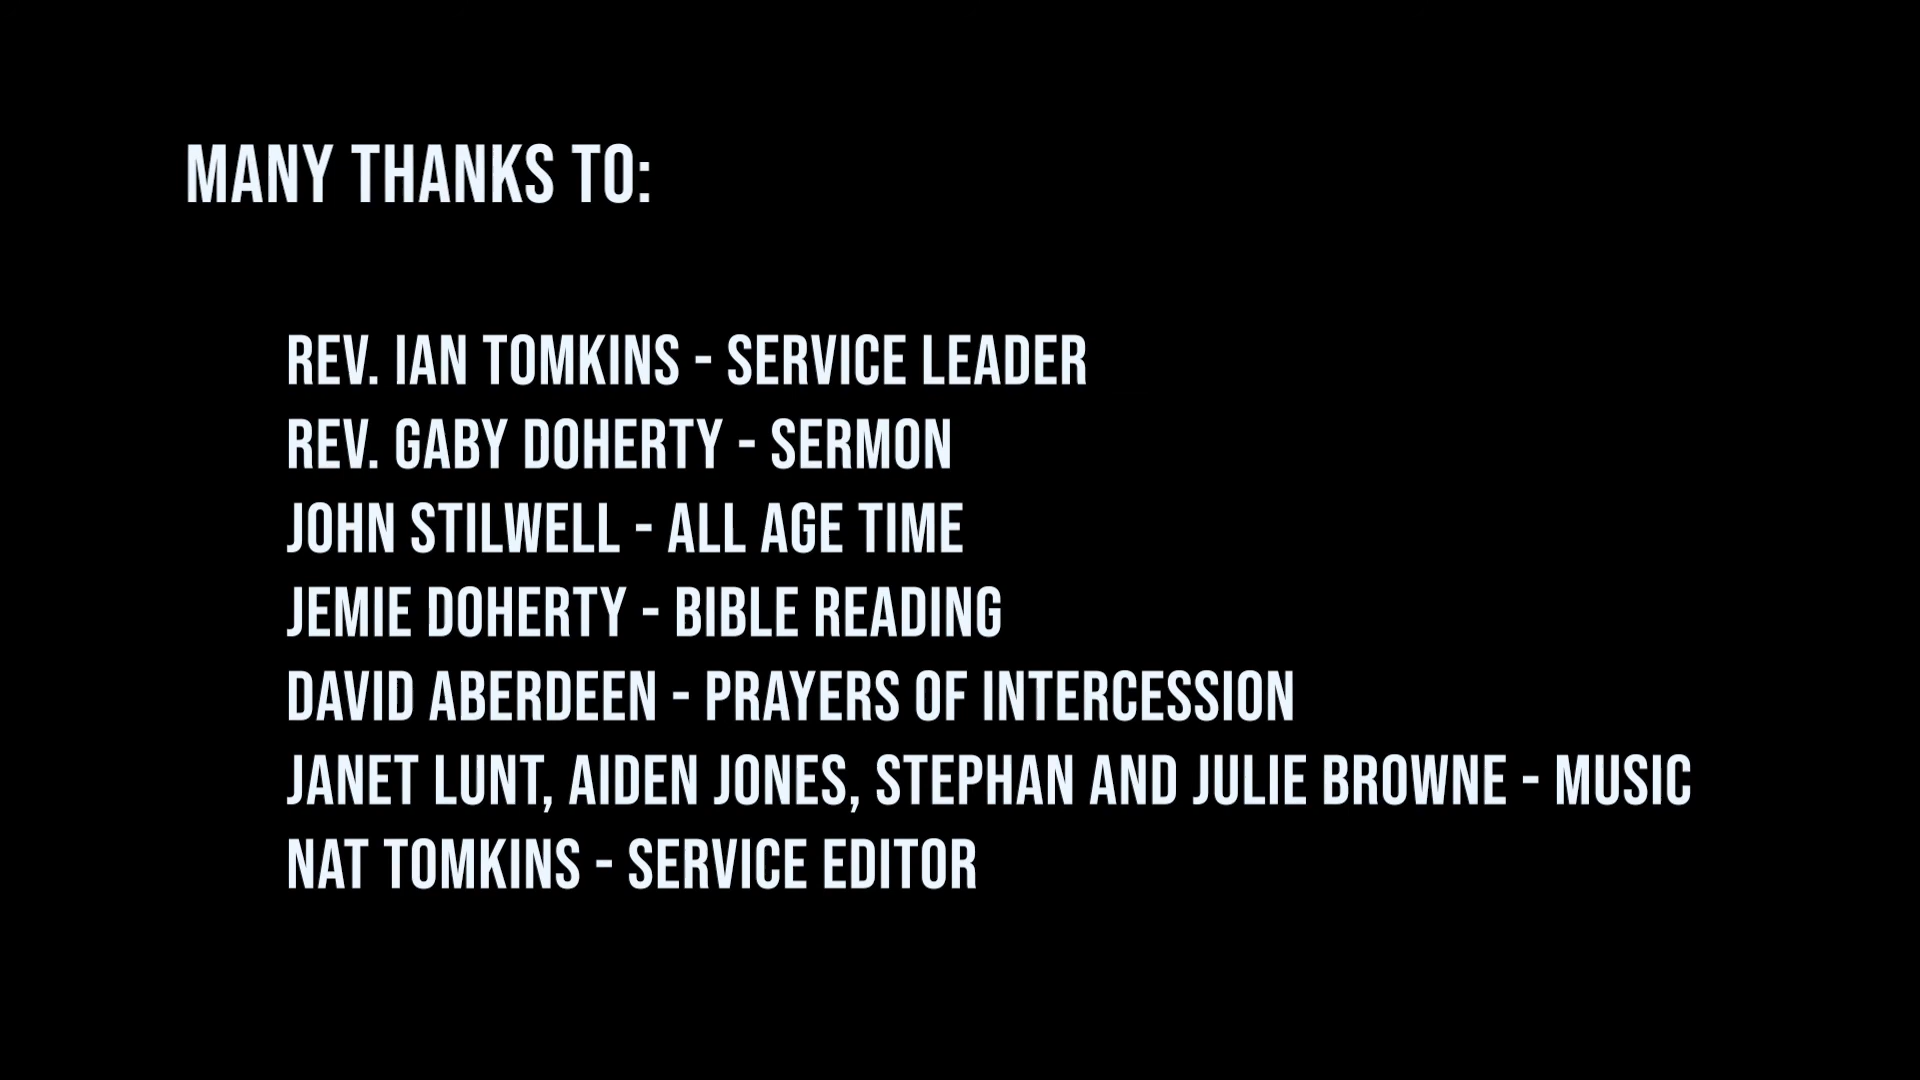 MANY THANKS TO:
REV. IAN TOMKINS - SERVICE LEADER
REV. GABY DOHERTY - SERMON
JOHN STILWELL - ALL AGE TIME
JEMIE DOHERTY - BIBLE READING
DAVID ABERDEEN - PRAYERS OF INTERCESSION
JANET LUNT, AIDEN JONES, STEPHAN AND JULIE BROWNE - MUSIC
NAT TOMKINS - SERVICE EDITOR